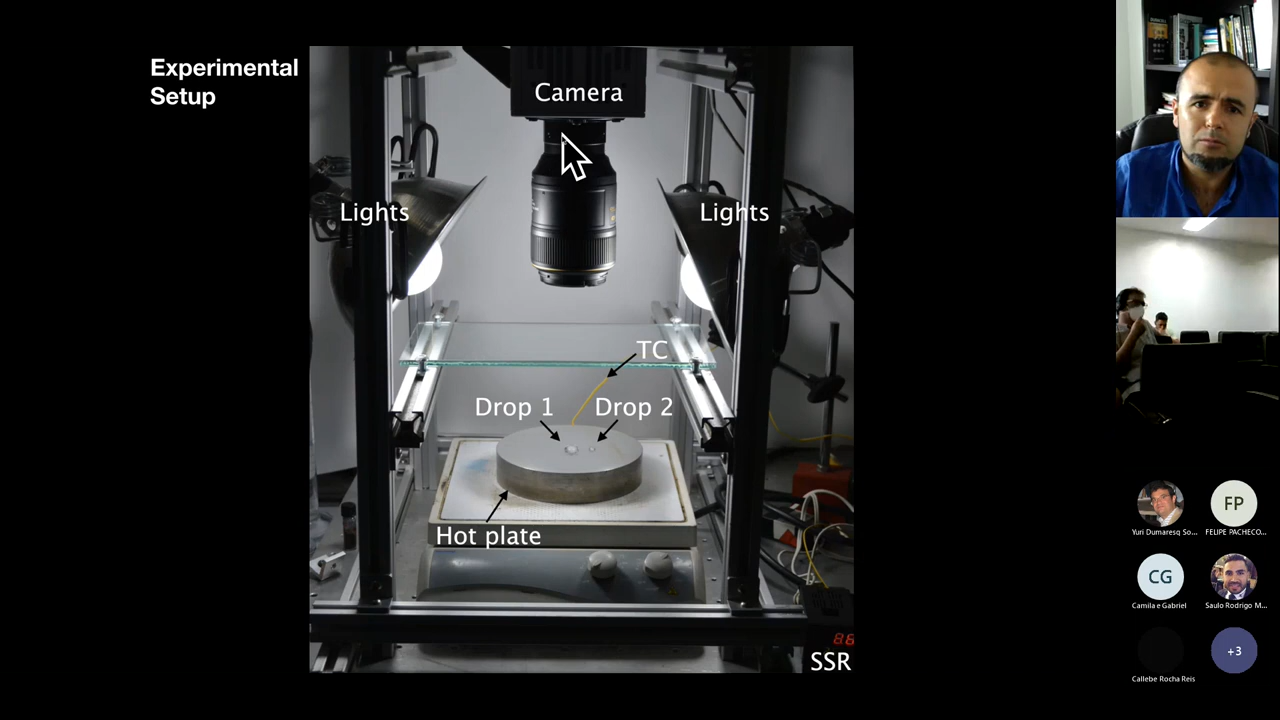 Experimental
Setup
Camera
Lights
Lights
TC
Drop 1
Drop 2
Hot plate
86
SSR
Yuri Dumaresq So...
FP
FELIPE PACHECO...
CG
Camila e Gabriel
Saulo Rodrigo M...
Callebe Rocha Reis
+3